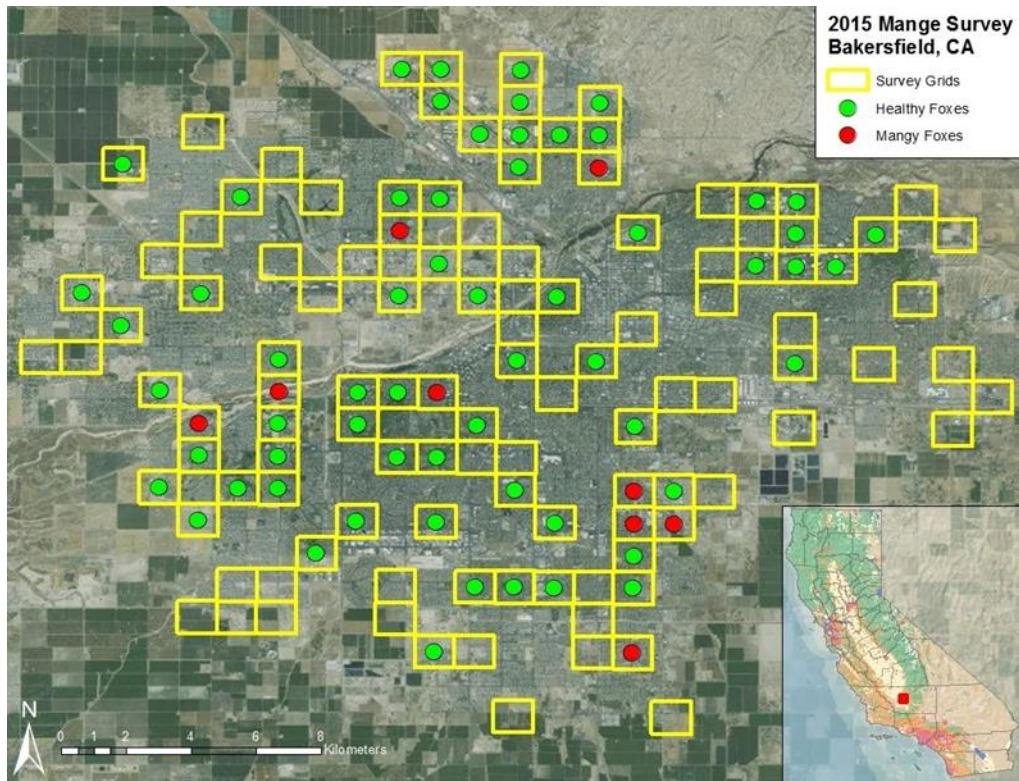 2015 Mange Survey
Bakersfield, CA
Survey Grids
Healthy Foxes
Mangy Foxes
N
0 1 2 4 6 8
Kilometers